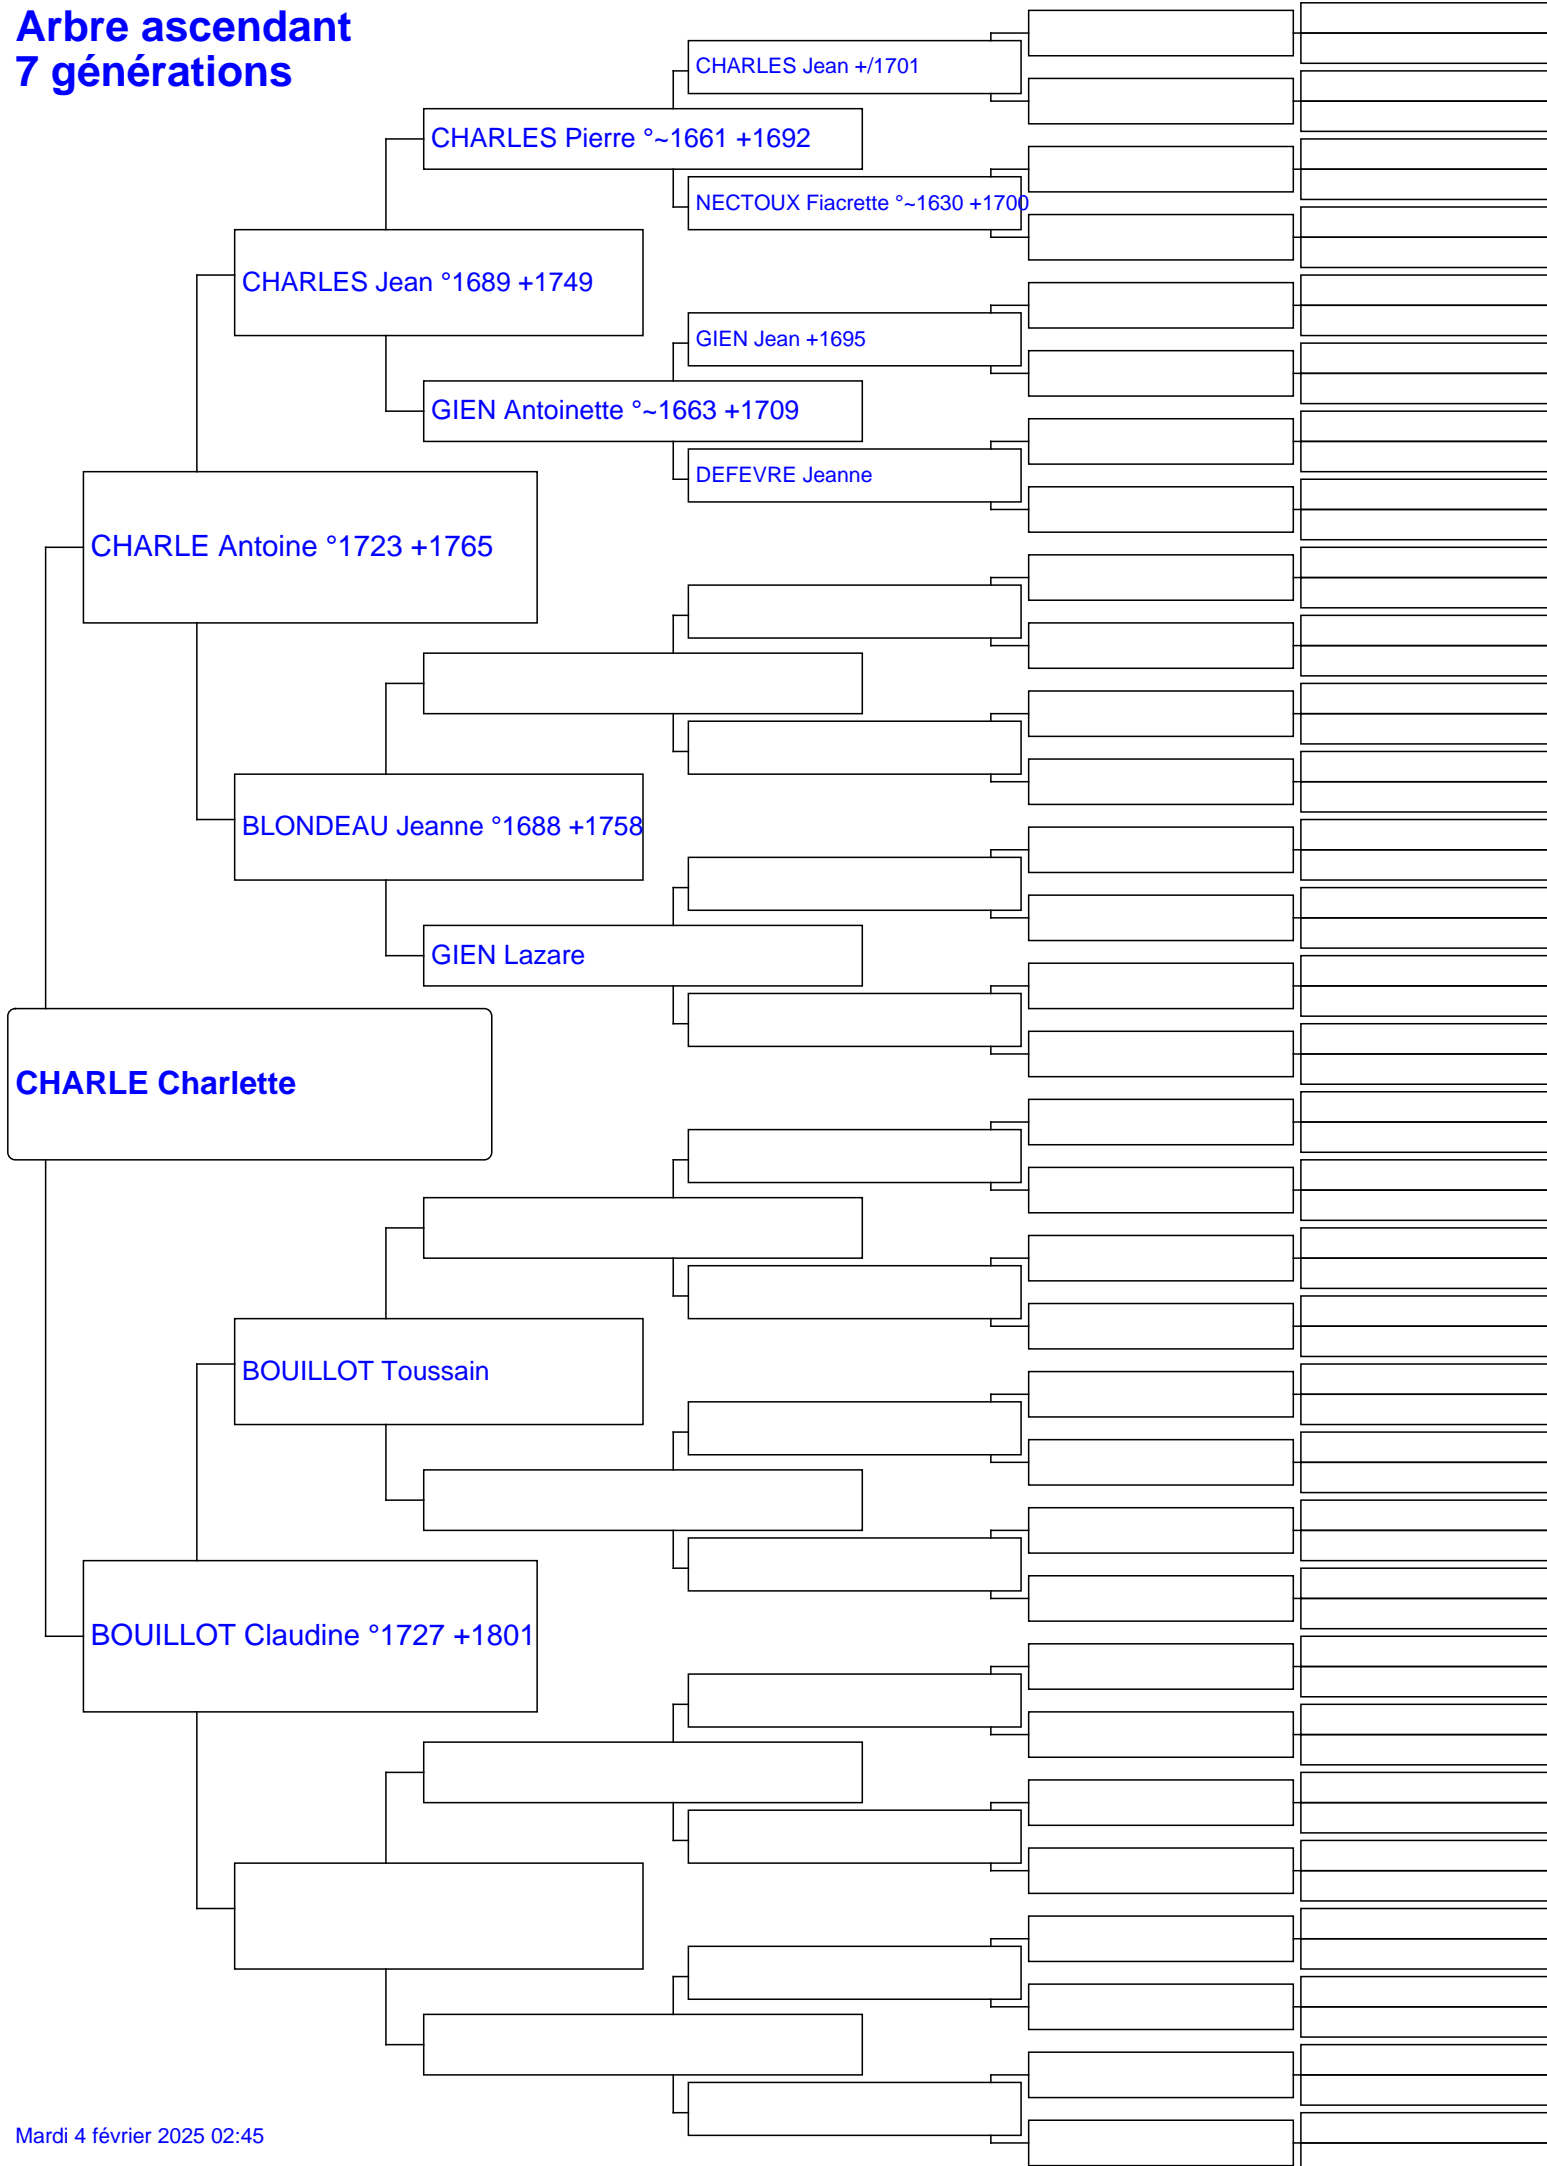 Arbre ascendant
7 générations
CHARLES Jean +/1701
CHARLES Pierre °~1661 +1692
NECTOUX Fiacrette °~1630 +1700
CHARLES Jean °1689 +1749
GIEN Jean +1695
GIEN Antoinette °~1663 +1709
DEFEVRE Jeanne
CHARLE Antoine °1723 +1765
BLONDEAU Jeanne °1688 +1758
GIEN Lazare
CHARLE Charlette
BOUILLOT Toussain
BOUILLOT Claudine °1727 +1801
Mardi 4 février 2025 02:45